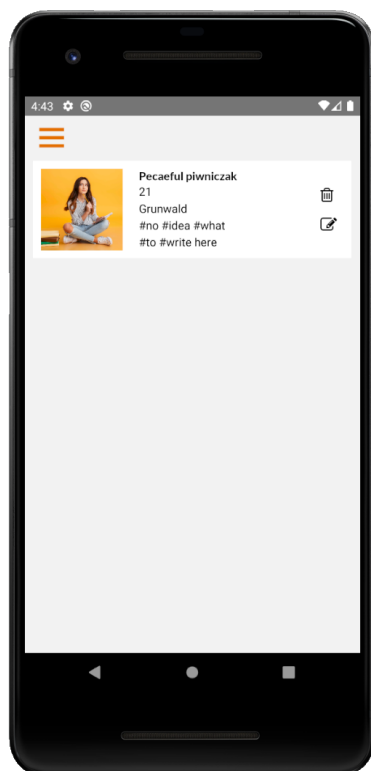 4:43
Pecaeful piwniczak
21
Grunwald
#no #idea #what
#to #write here